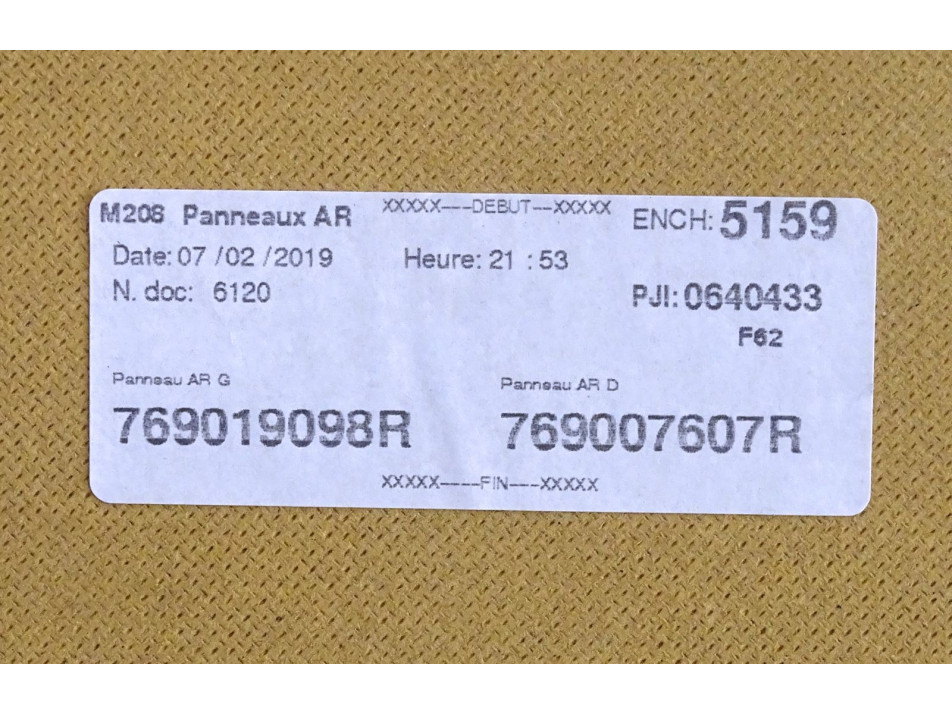 M206 Panneaux AR XXXXX---DEBUT--XXXXX ENCH: 5159
Date: 07 /02 /2019 Heure: 21 : 53
N. doc: 6120 PJI: 0640433
F62
Panneau AR G Panneau AR D
769019098R 769007607R
XXXXX----FIN---XXXXX